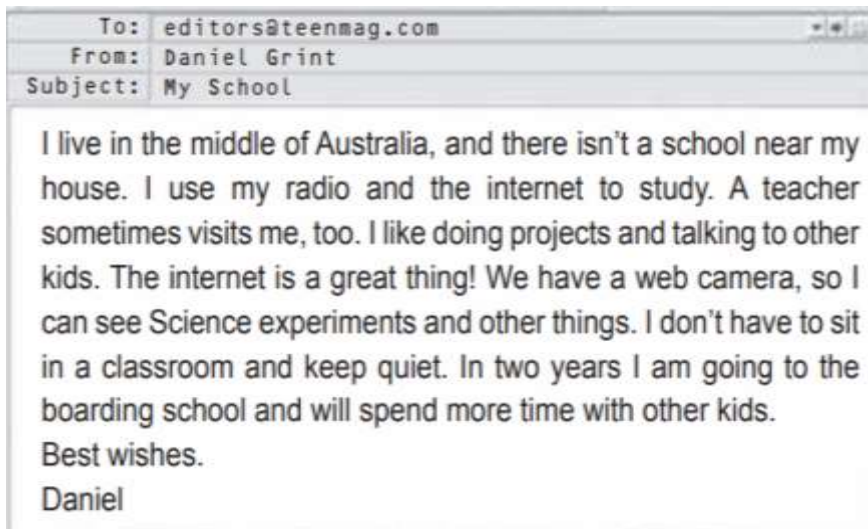 To: editors@teenmag.com
From: Daniel Grint
Subject: My School
I live in the middle of Australia, and there isn't a school near my
house. I use my radio and the internet to study. A teacher
sometimes visits me, too. I like doing projects and talking to other
kids. The internet is a great thing! We have a web camera, so I
can see Science experiments and other things. I don't have to sit
in a classroom and keep quiet. In two years I am going to the
boarding school and will spend more time with other kids.
Best wishes.
Daniel